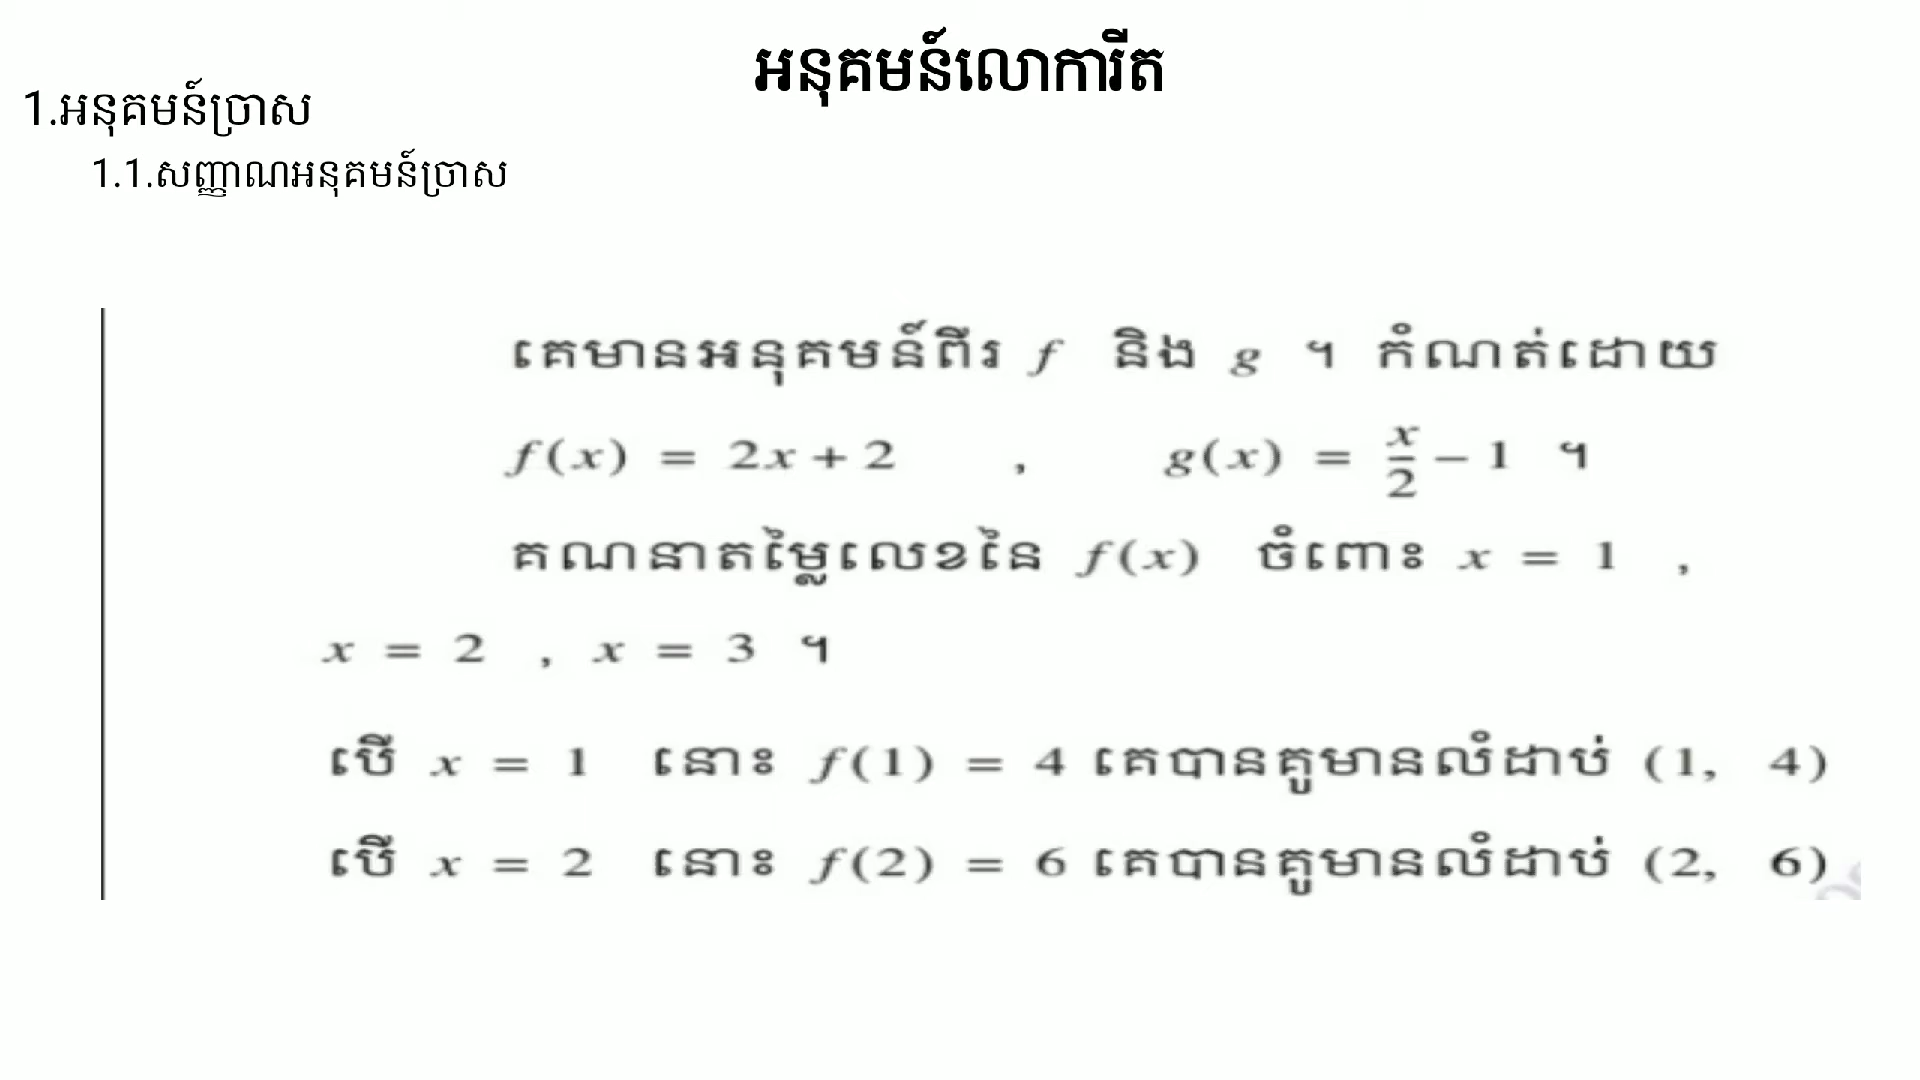 អនុគមន៍លោការីត
1.អនុគមន៍ច្រាស
1.1.សញ្ញាណអនុគមន៍ច្រាស
គេមានអនុគមន៍ពីរ f និង g ។ កំណត់ដោយ
f(x) = 2x + 2 , g(x) = x/2 − 1 ។
គណនាតម្លៃលេខនៃ f(x) ចំពោះ x = 1 ,
x = 2 , x = 3 ។
បើ x = 1 នោះ f(1) = 4 គេបានគូមានលំដាប់ (1, 4)
បើ x = 2 នោះ f(2) = 6 គេបានគូមានលំដាប់ (2, 6)